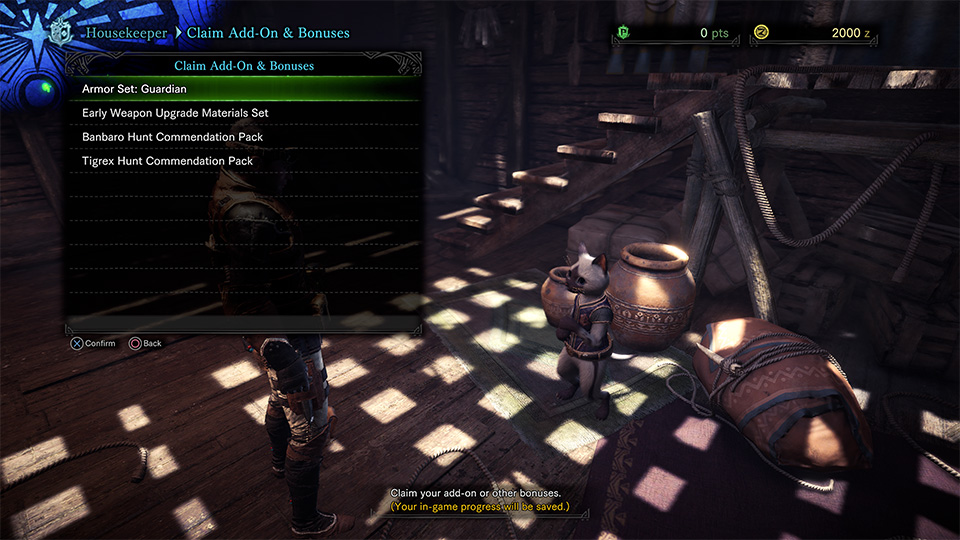 Housekeeper Claim Add-On & Bonuses
0 pts
2000 z
Claim Add-On & Bonuses
Armor Set: Guardian
Early Weapon Upgrade Materials Set
Banbaro Hunt Commendation Pack
Tigrex Hunt Commendation Pack
Confirm
Back
Claim your add-on or other bonuses.
(Your in-game progress will be saved.)